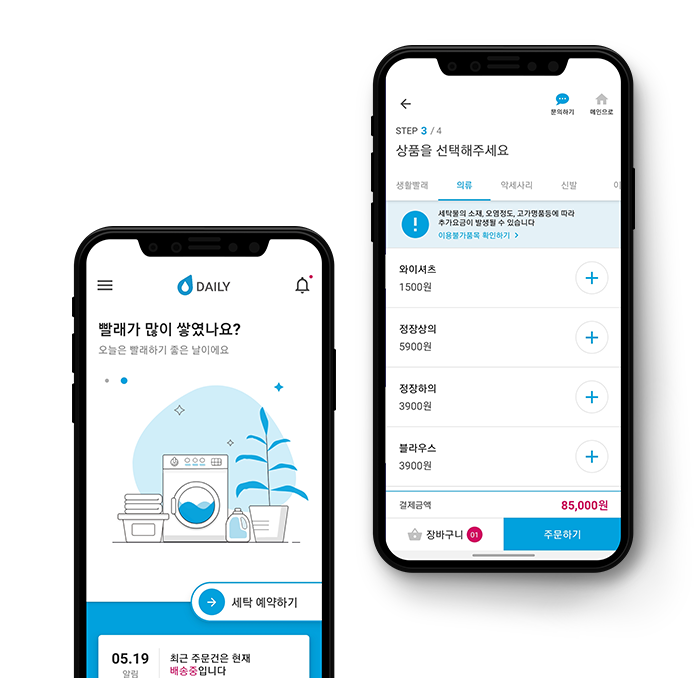 DAILY
빨래가 많이 쌓였나요?
오늘은 빨래하기 좋은 날이에요
세탁 예약하기
05.19
알림
최근 주문건은 현재
배송중입니다
문의하기
메인으로
STEP 3 / 4
상품을 선택해주세요
생활빨래 의류 악세사리 신발
세탁물의 소재, 오염정도, 고가명품등에 따라
추가요금이 발생될 수 있습니다
이용불가품목 확인하기 >
와이셔츠
1500원
정장상의
5900원
정장하의
3900원
블라우스
3900원
결제금액 85,000원
장바구니 01
주문하기